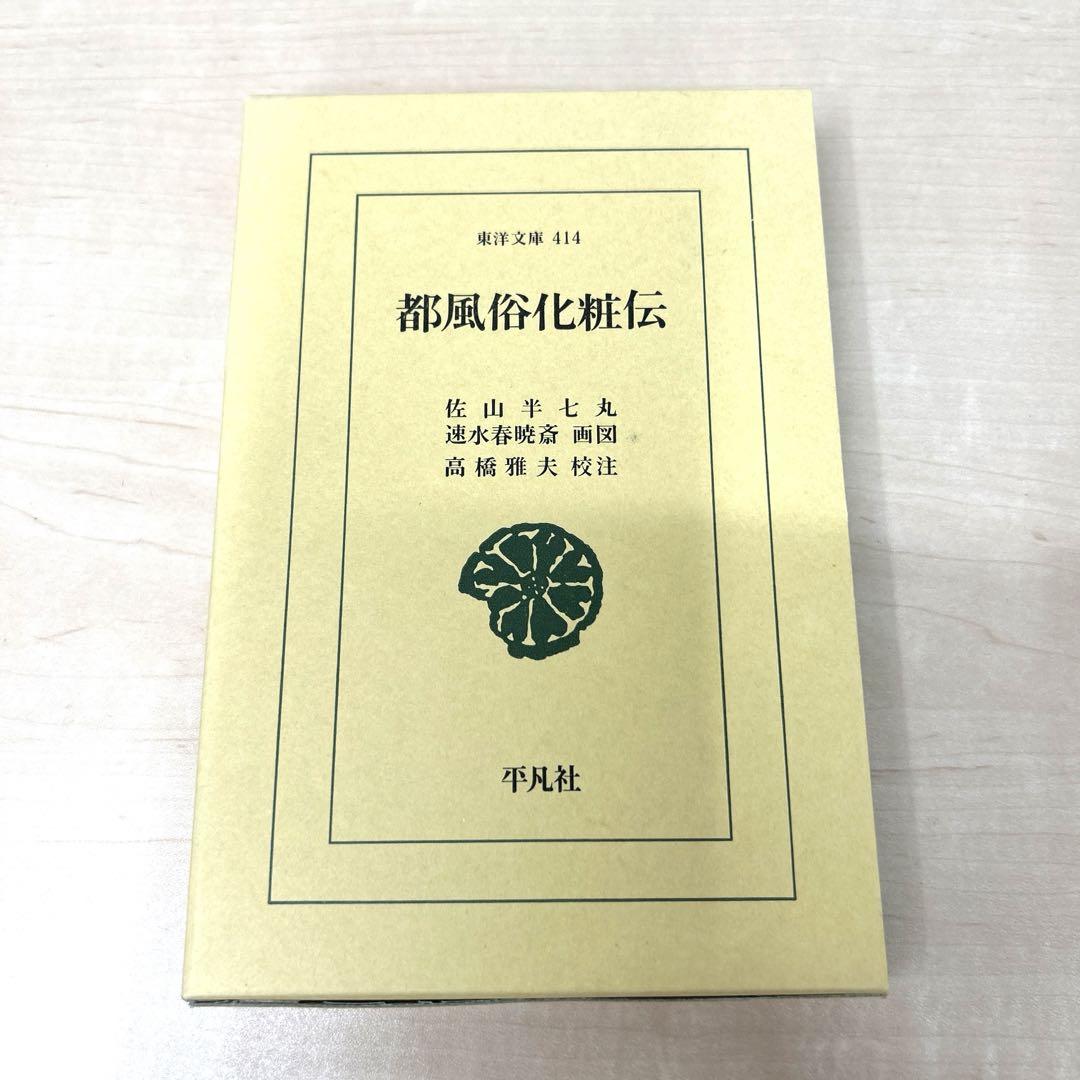 東洋文庫 414
都風俗化粧伝
佐山半七丸
速水春暁斎 画図
高橋雅夫 校注
平凡社